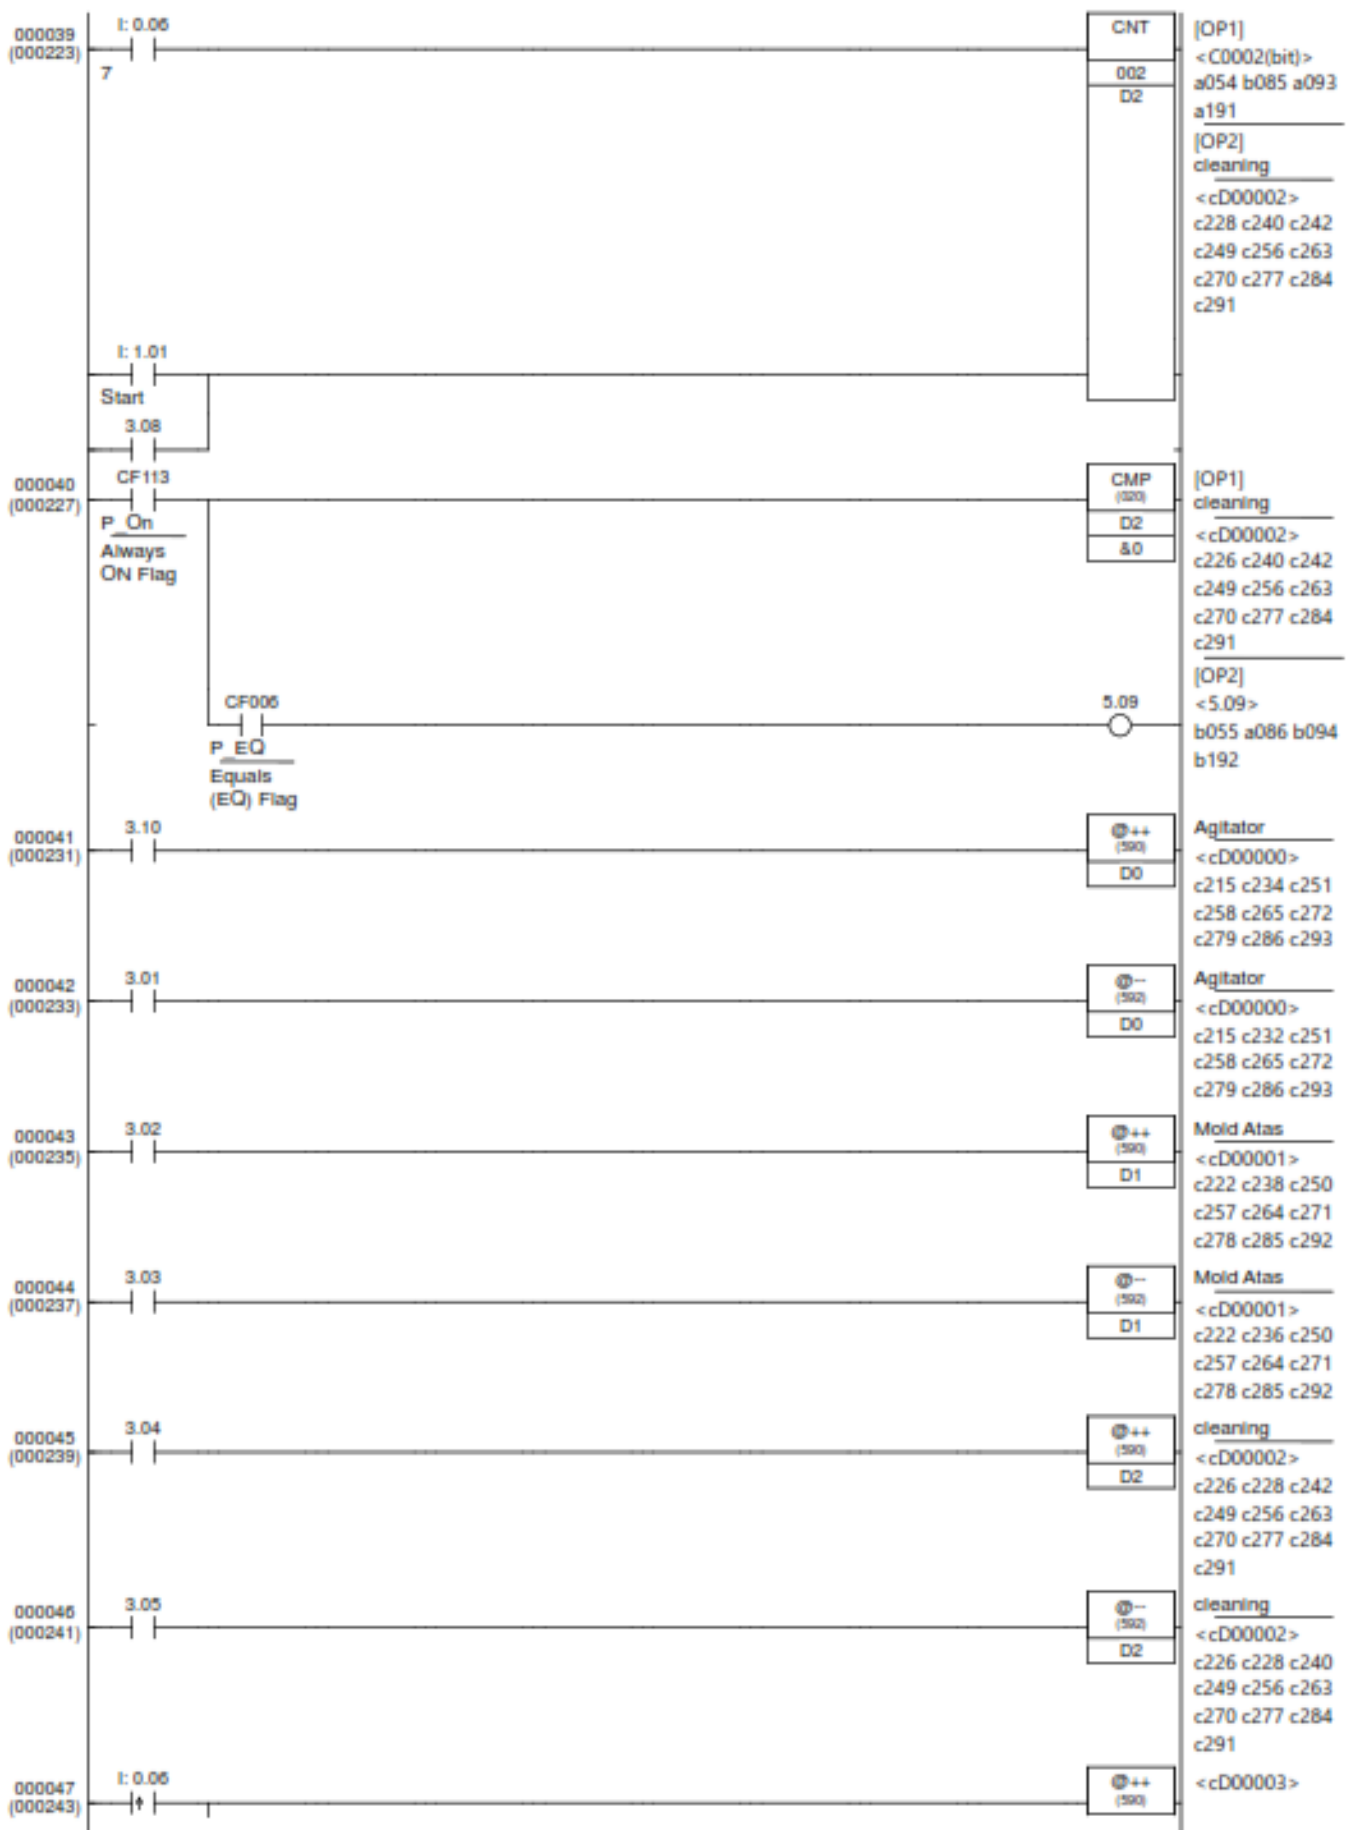 000039
(000223)
I: 0.06
7
CNT
002
D2
[OP1]
<C0002(bit)>
a054 b085 a093
a191
[OP2]
cleaning
<cD00002>
c228 c240 c242
c249 c256 c263
c270 c277 c284
c291
I: 1.01
Start
3.08
000040
(000227)
CF113
P_On
Always
ON Flag
CMP
(020)
D2
&0
[OP1]
cleaning
<cD00002>
c226 c240 c242
c249 c256 c263
c270 c277 c284
c291
[OP2]
<5.09>
b055 a086 b094
b192
CF006
P_EQ
Equals
(EQ) Flag
5.09
000041
(000231)
3.10
@++
(590)
D0
Agitator
<cD00000>
c215 c234 c251
c258 c265 c272
c279 c286 c293
000042
(000233)
3.01
@--
(592)
D0
Agitator
<cD00000>
c215 c232 c251
c258 c265 c272
c279 c286 c293
000043
(000235)
3.02
@++
(590)
D1
Mold Atas
<cD00001>
c222 c238 c250
c257 c264 c271
c278 c285 c292
000044
(000237)
3.03
@--
(592)
D1
Mold Atas
<cD00001>
c222 c236 c250
c257 c264 c271
c278 c285 c292
000045
(000239)
3.04
@++
(590)
D2
cleaning
<cD00002>
c226 c228 c242
c249 c256 c263
c270 c277 c284
c291
000046
(000241)
3.05
@--
(592)
D2
cleaning
<cD00002>
c226 c228 c240
c249 c256 c263
c270 c277 c284
c291
000047
(000243)
I: 0.06
@++
(590)
<cD00003>